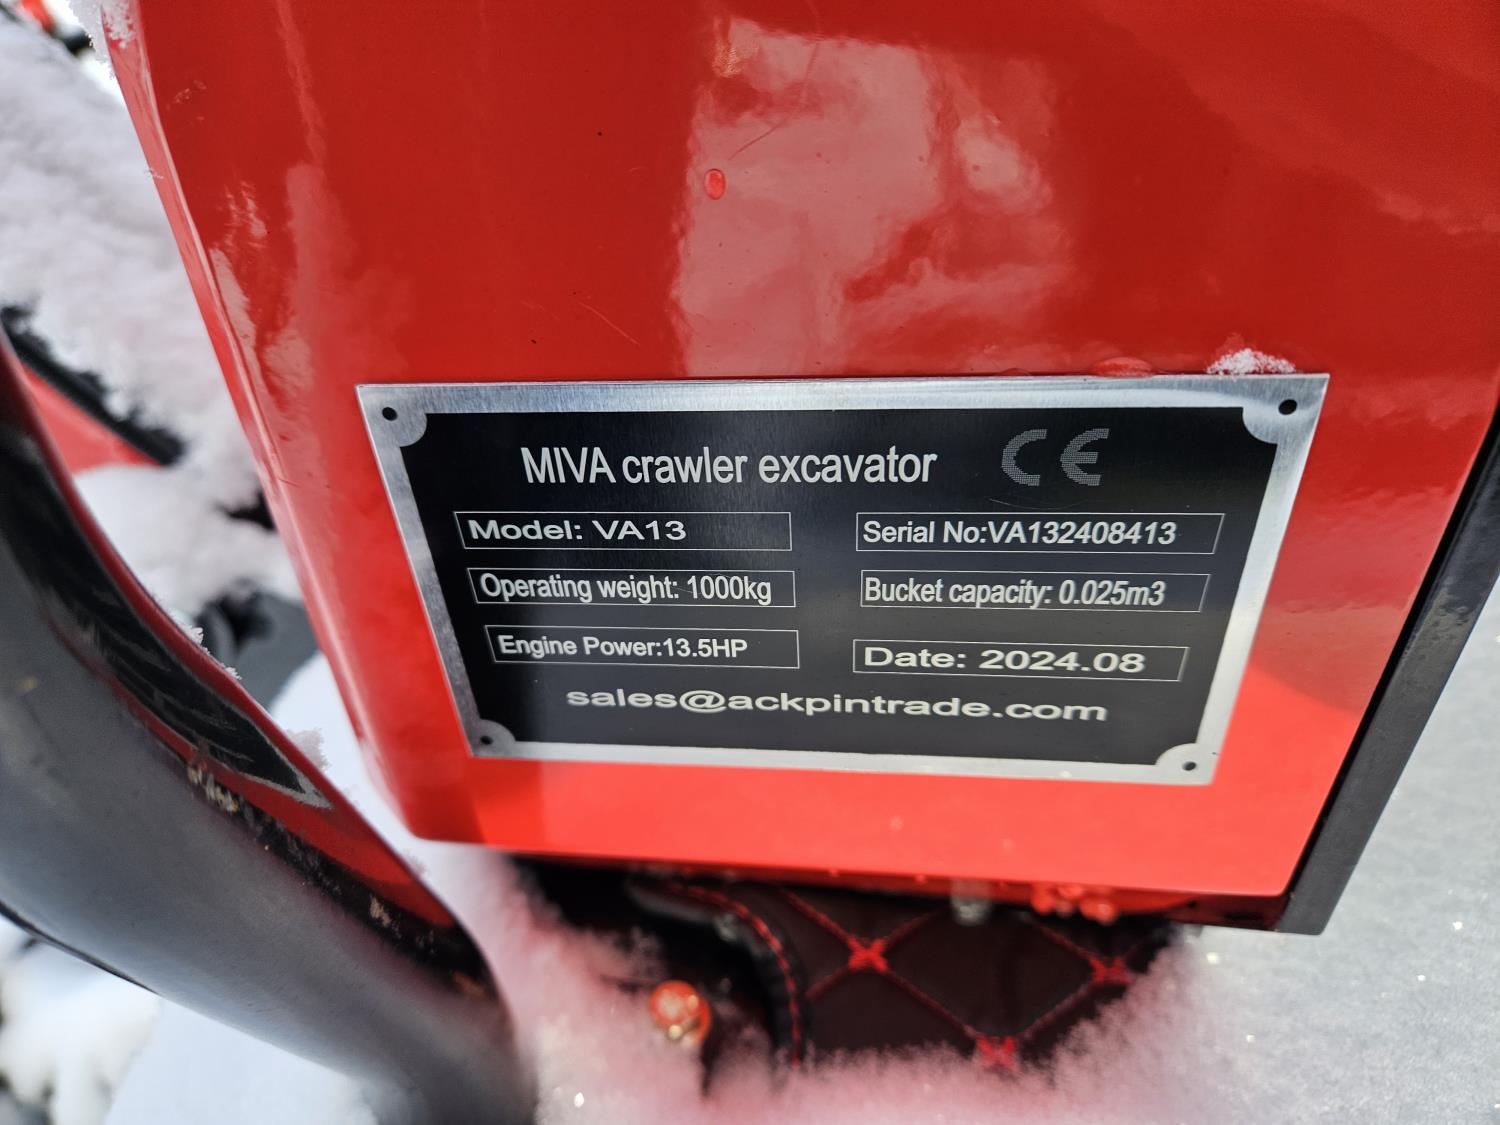 MIVA crawler excavator CE
Model: VA13
Serial No:VA132408413
Operating weight: 1000kg
Bucket capacity: 0.025m3
Engine Power:13.5HP
Date: 2024.08
sales@ackpintrade.com